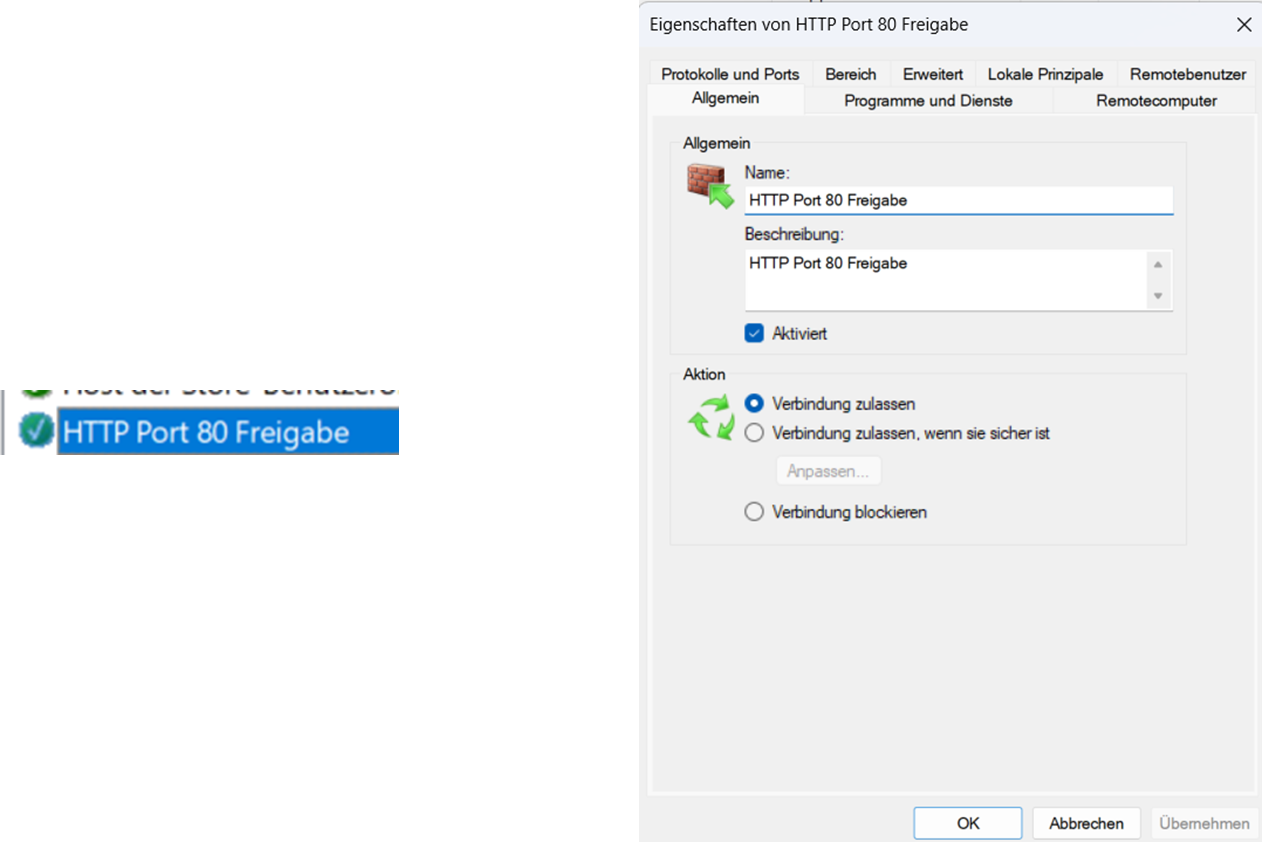 Host der Store-Benutzero
HTTP Port 80 Freigabe
Eigenschaften von HTTP Port 80 Freigabe
Protokolle und Ports Bereich Erweitert Lokale Prinzipale Remotebenutzer
Allgemein Programme und Dienste Remotecomputer
Allgemein
Name:
HTTP Port 80 Freigabe
Beschreibung:
HTTP Port 80 Freigabe
Aktiviert
Aktion
Verbindung zulassen
Verbindung zulassen, wenn sie sicher ist
Anpassen...
Verbindung blockieren
OK Abbrechen Übernehmen